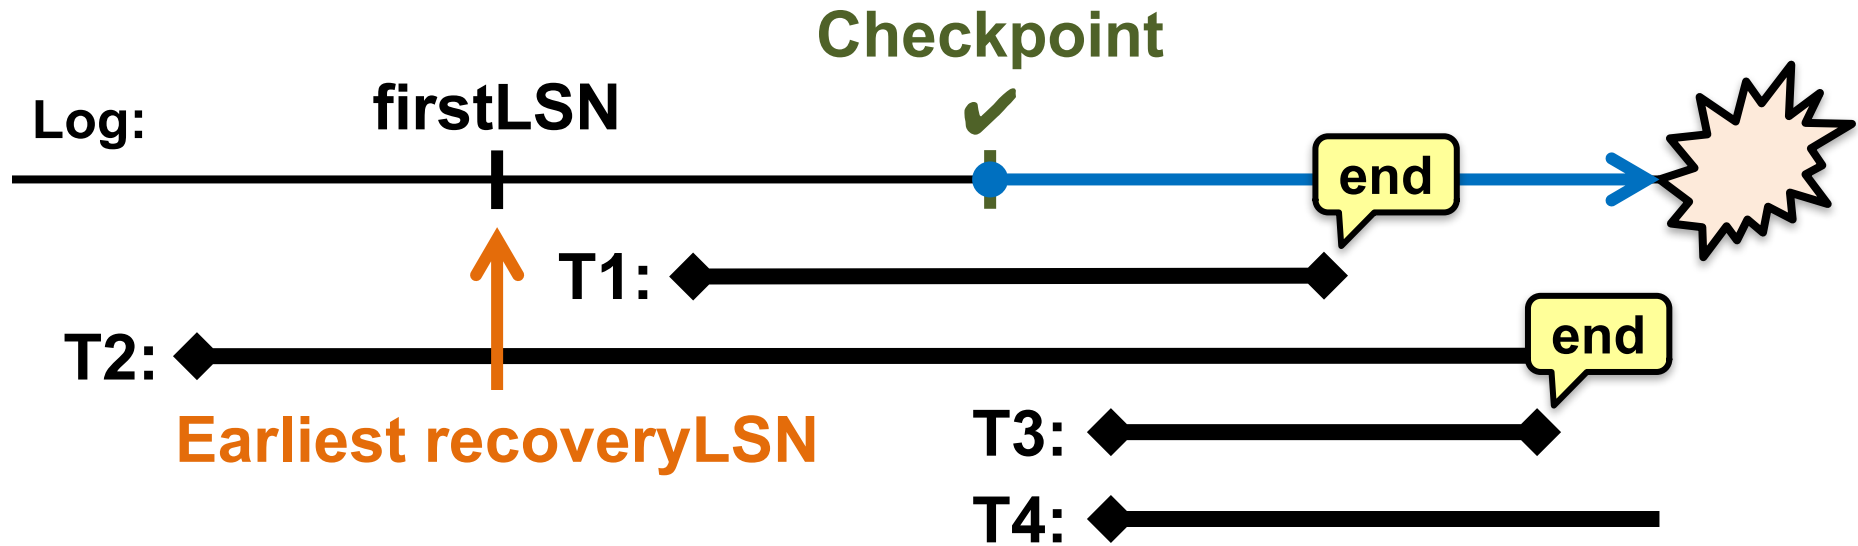 Checkpoint
Log:
firstLSN
✔
end
T1:
end
T2:
Earliest recoveryLSN
T3:
T4: